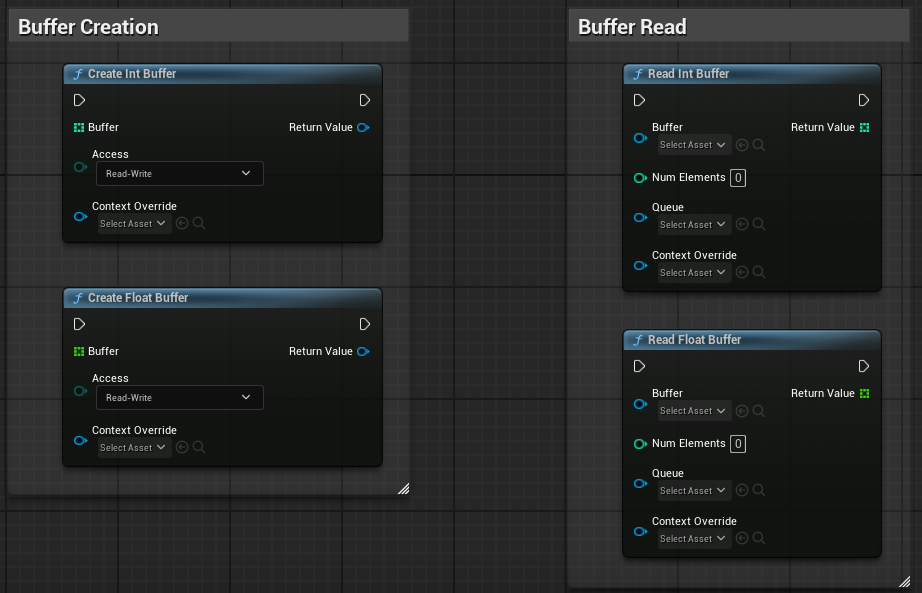 Buffer Creation
Create Int Buffer
Buffer
Return Value
Access
Read-Write
Context Override
Select Asset
Create Float Buffer
Buffer
Return Value
Access
Read-Write
Context Override
Select Asset
Buffer Read
Read Int Buffer
Buffer
Return Value
Select Asset
Num Elements 0
Queue
Select Asset
Context Override
Select Asset
Read Float Buffer
Buffer
Return Value
Select Asset
Num Elements 0
Queue
Select Asset
Context Override
Select Asset